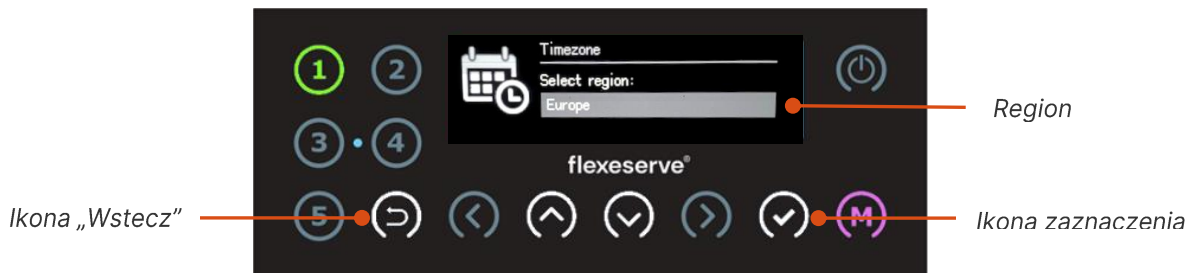 1 2
Timezone
Select region:
Europe
Region
3 4
flexeserve®
Ikona „Wstecz”
5
M
Ikona zaznaczenia